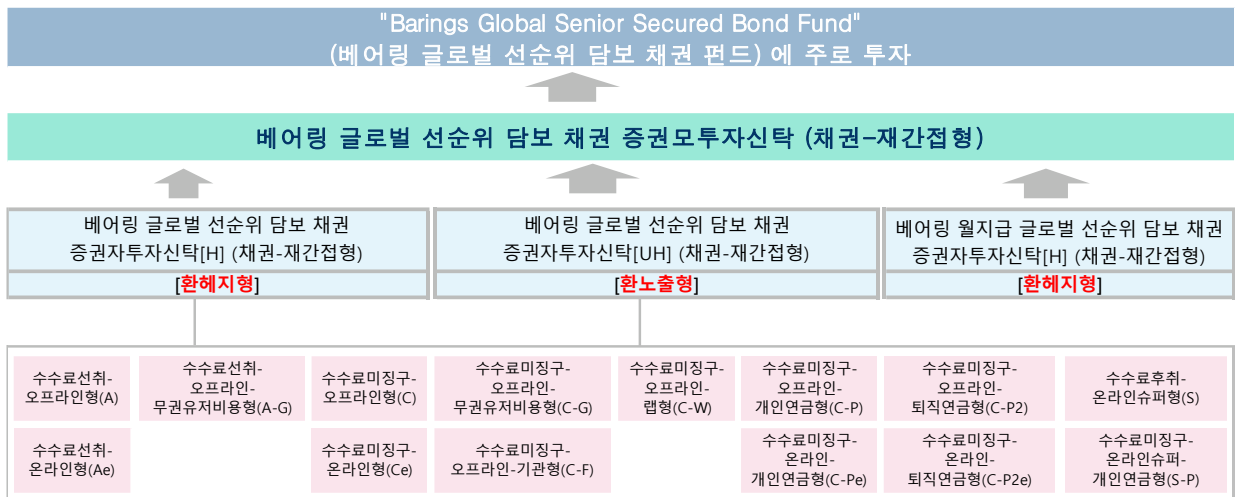 "Barings Global Senior Secured Bond Fund"
(베어링 글로벌 선순위 담보 채권 펀드) 에 주로 투자
베어링 글로벌 선순위 담보 채권 증권모투자신탁 (채권–재간접형)
베어링 글로벌 선순위 담보 채권
증권자투자신탁[H] (채권-재간접형)
[환헤지형]
베어링 글로벌 선순위 담보 채권
증권자투자신탁[UH] (채권-재간접형)
[환노출형]
베어링 월지급 글로벌 선순위 담보 채권
증권자투자신탁[H] (채권-재간접형)
[환헤지형]
수수료선취-
오프라인형(A)
수수료선취-
오프라인-
무권유저비용형(A-G)
수수료미징구-
오프라인형(C)
수수료미징구-
오프라인-
무권유저비용형(C-G)
수수료미징구-
오프라인-
랩형(C-W)
수수료미징구-
오프라인-
개인연금형(C-P)
수수료미징구-
오프라인-
퇴직연금형(C-P2)
수수료후취-
온라인슈퍼형(S)
수수료선취-
온라인형(Ae)
수수료미징구-
온라인형(Ce)
수수료미징구-
오프라인-기관형(C-F)
수수료미징구-
온라인-
개인연금형(C-Pe)
수수료미징구-
온라인-
퇴직연금형(C-P2e)
수수료미징구-
온라인슈퍼-
개인연금형(S-P)